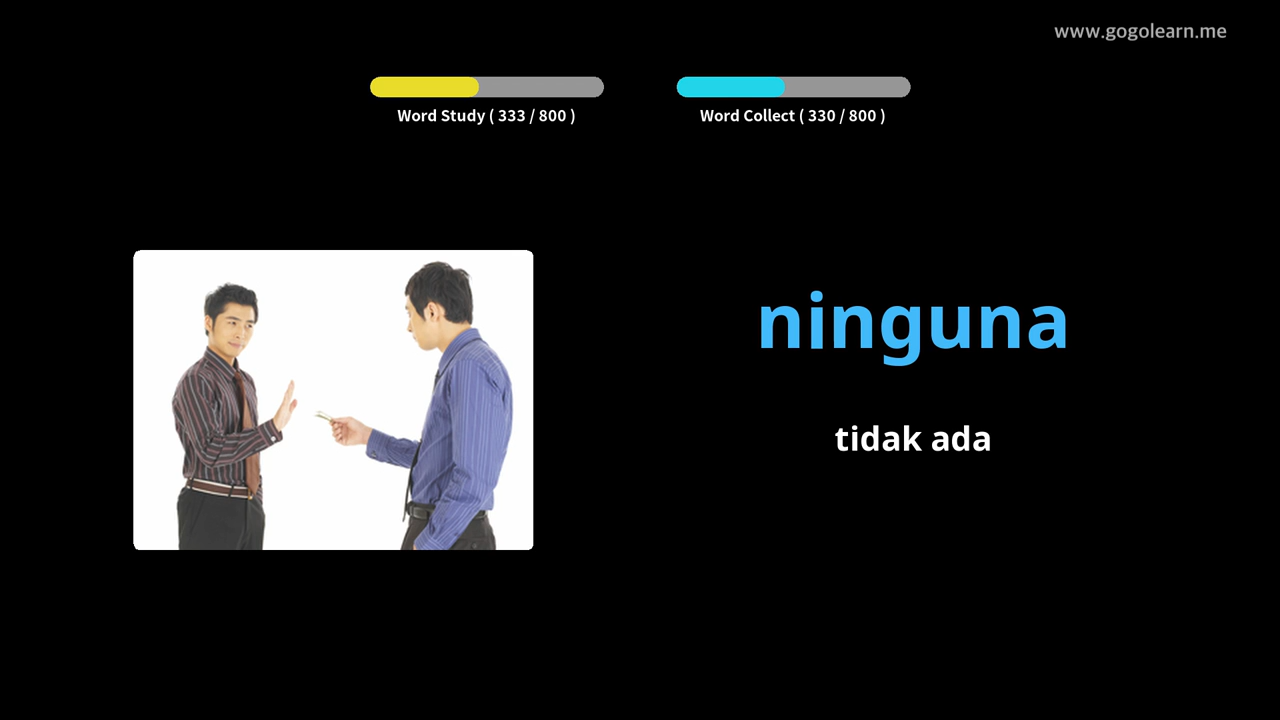 www.gogolearn.me
Word Study ( 333 / 800 )
Word Collect ( 330 / 800 )
ninguna
tidak ada